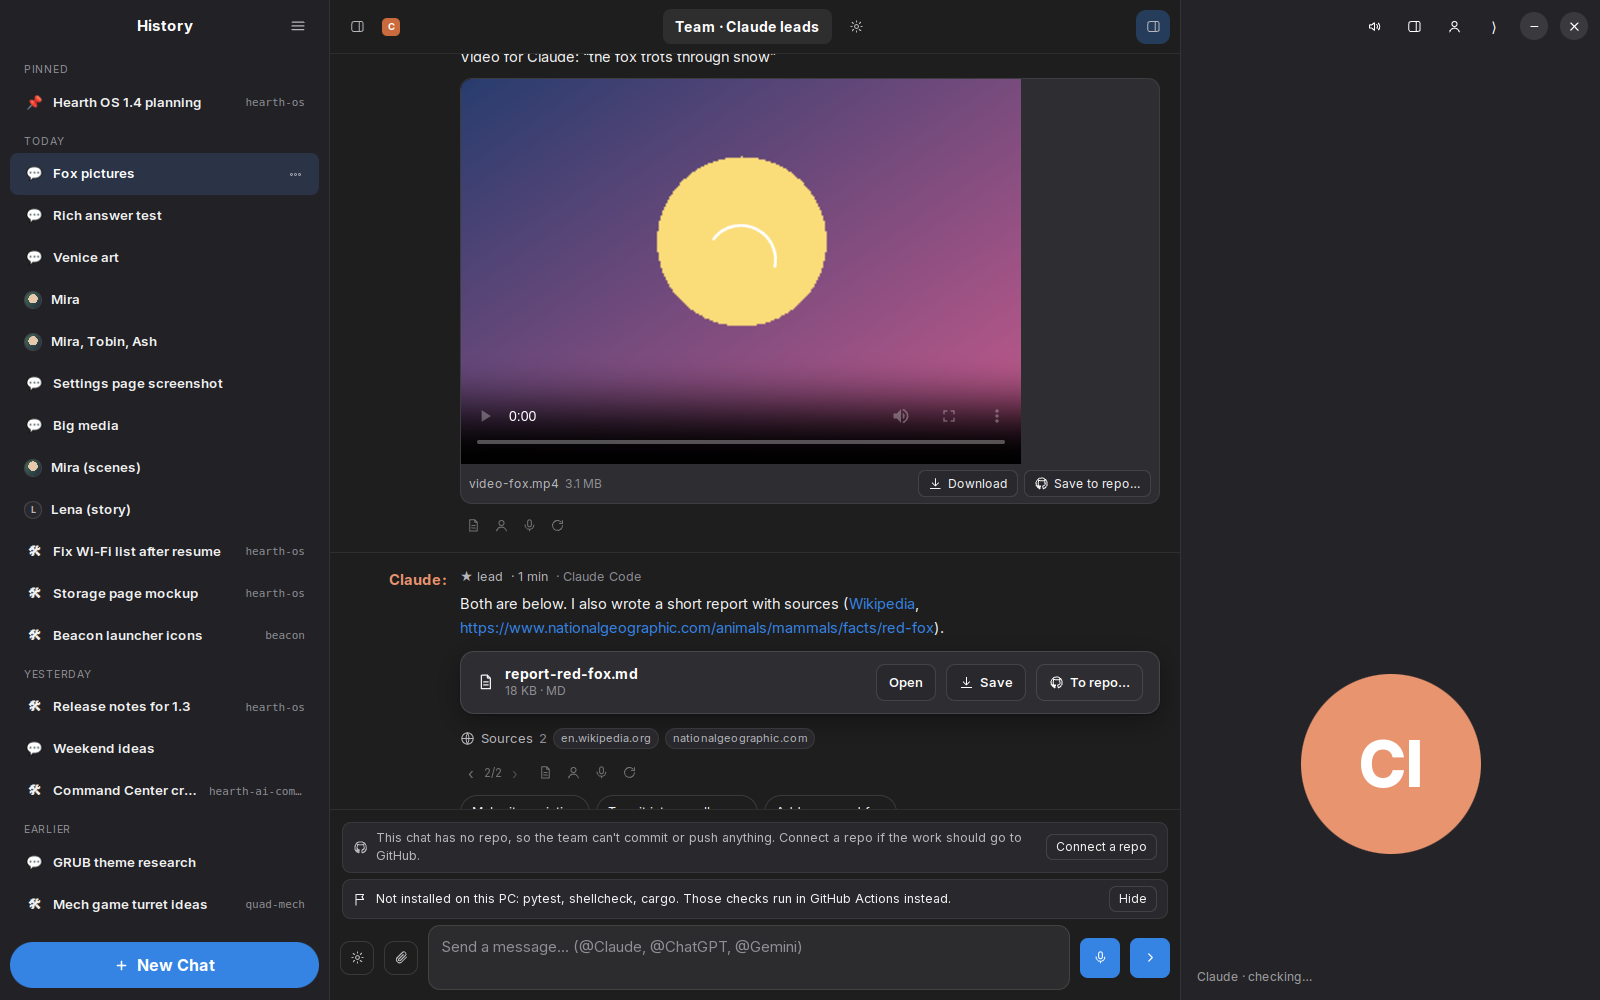 History
PINNED
Hearth OS 1.4 planning hearth-os
TODAY
Fox pictures
Rich answer test
Venice art
Mira
Mira, Tobin, Ash
Settings page screenshot
Big media
Mira (scenes)
L Lena (story)
Fix Wi-Fi list after resume hearth-os
Storage page mockup hearth-os
Beacon launcher icons beacon
YESTERDAY
Release notes for 1.3 hearth-os
Weekend ideas
Command Center cr... hearth-ai-com...
EARLIER
GRUB theme research
Mech game turret ideas quad-mech
+ New Chat
C
Team · Claude leads
Video for Claude: "the fox trots through snow"
0:00
video-fox.mp4 3.1 MB
Download
Save to repo...
Claude:
★ lead · 1 min · Claude Code
Both are below. I also wrote a short report with sources (Wikipedia,
https://www.nationalgeographic.com/animals/mammals/facts/red-fox).
report-red-fox.md
18 KB · MD
Open
Save
To repo...
Sources 2 en.wikipedia.org nationalgeographic.com
‹ 2/2 ›
This chat has no repo, so the team can't commit or push anything. Connect a repo if the work should go to
GitHub.
Connect a repo
Not installed on this PC: pytest, shellcheck, cargo. Those checks run in GitHub Actions instead.
Hide
Send a message... (@Claude, @ChatGPT, @Gemini)
Cl
Claude · checking...